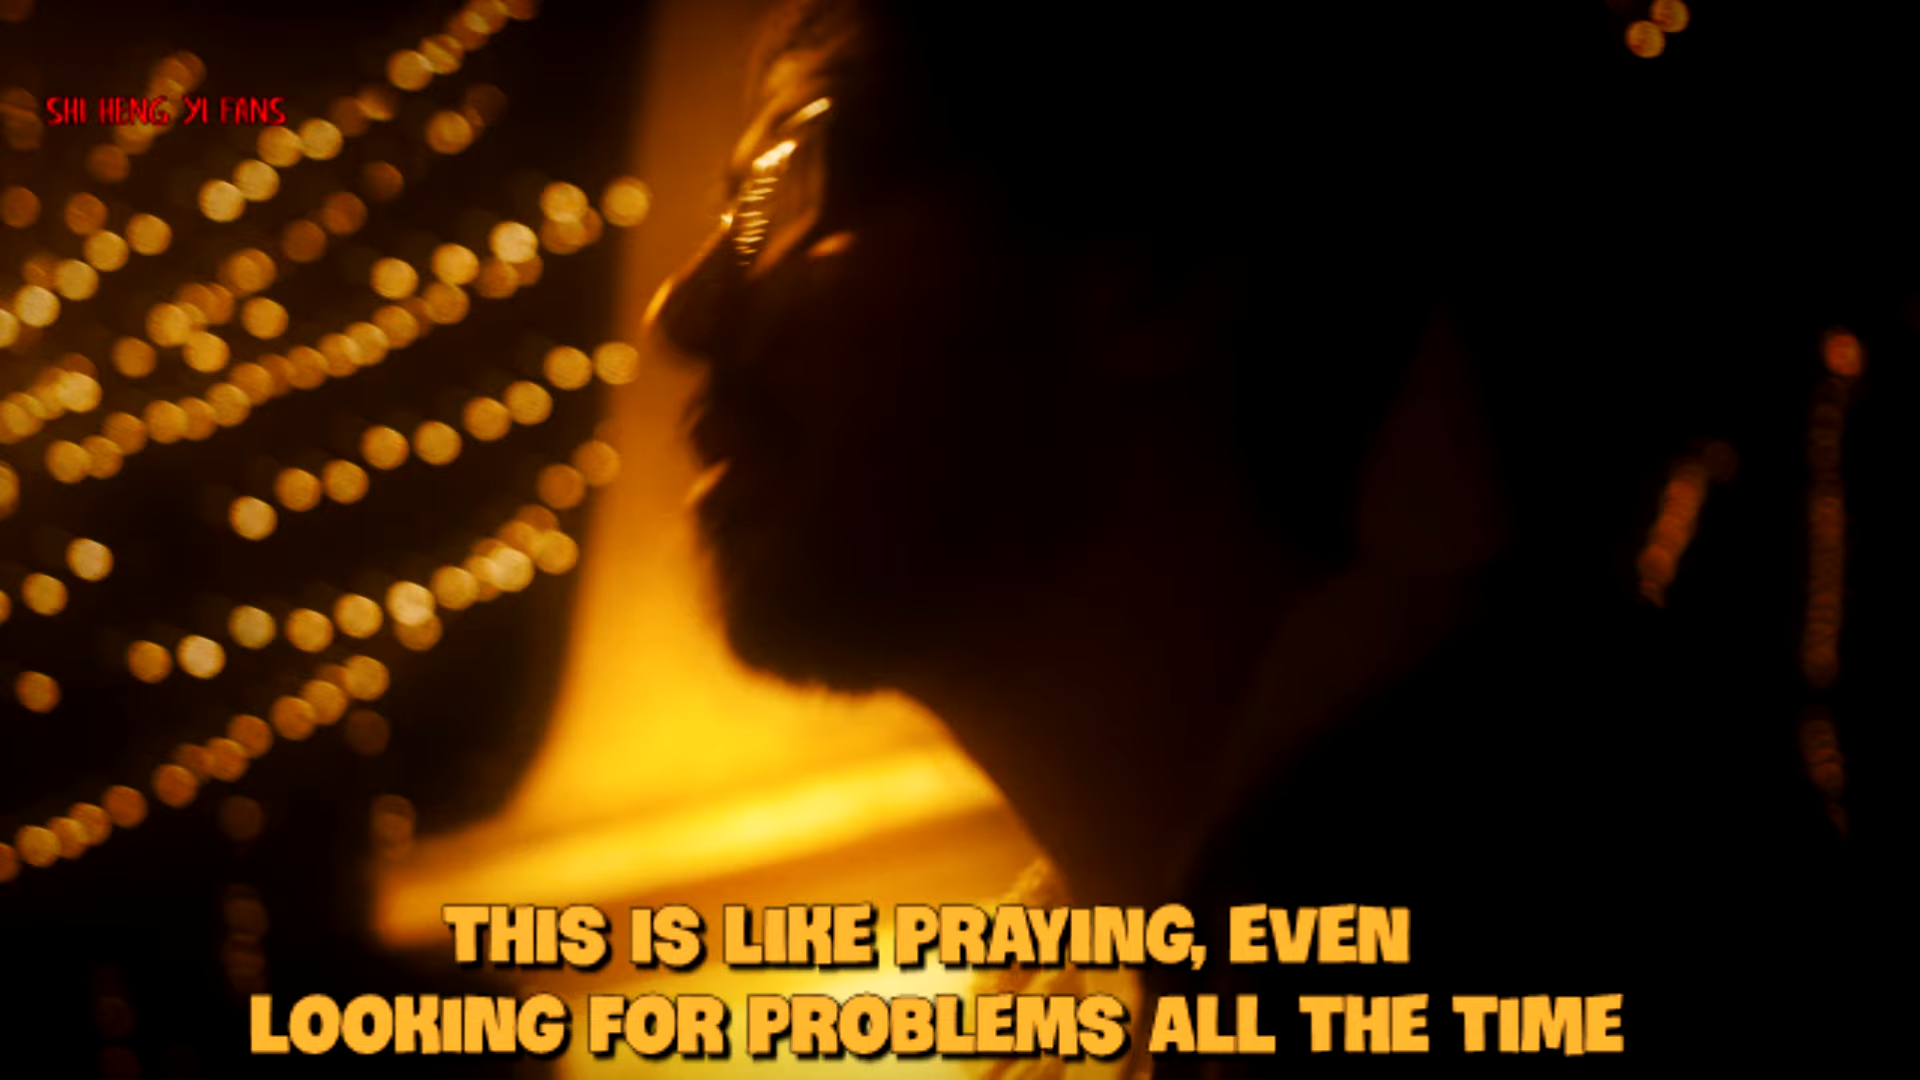 SHI HENG YI FANS
THIS IS LIKE PRAYING, EVEN
LOOKING FOR PROBLEMS ALL THE TIME